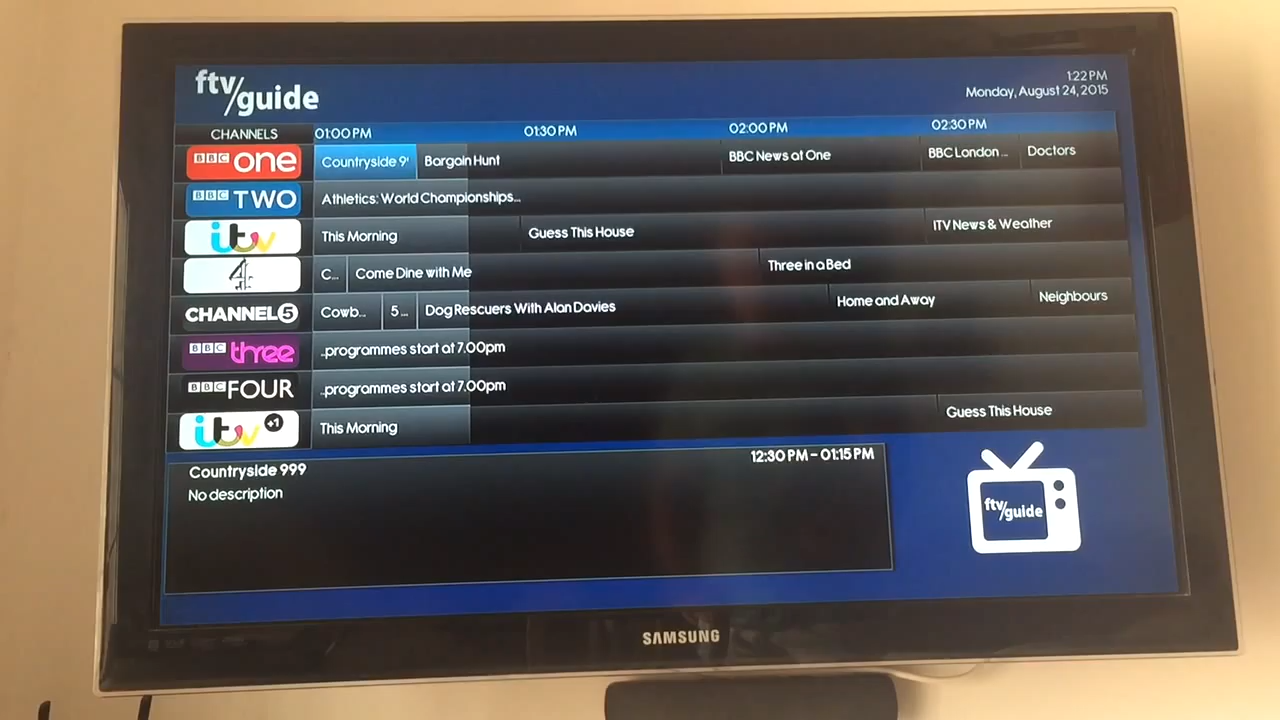 ftv/guide
1:22 PM
Monday, August 24, 2015
CHANNELS 01:00 PM 01:30 PM 02:00 PM 02:30 PM
BBC one Countryside 9' Bargain Hunt BBC News at One BBC London ... Doctors
BBC TWO Athletics: World Championships...
itv This Morning Guess This House ITV News & Weather
4 C... Come Dine with Me Three in a Bed
CHANNEL 5 Cowb... 5... Dog Rescuers With Alan Davies Home and Away Neighbours
BBC three ..programmes start at 7.00pm
BBC FOUR ..programmes start at 7.00pm
itv +1 This Morning Guess This House
Countryside 999 12:30 PM - 01:15 PM
No description
ftv/guide
SAMSUNG